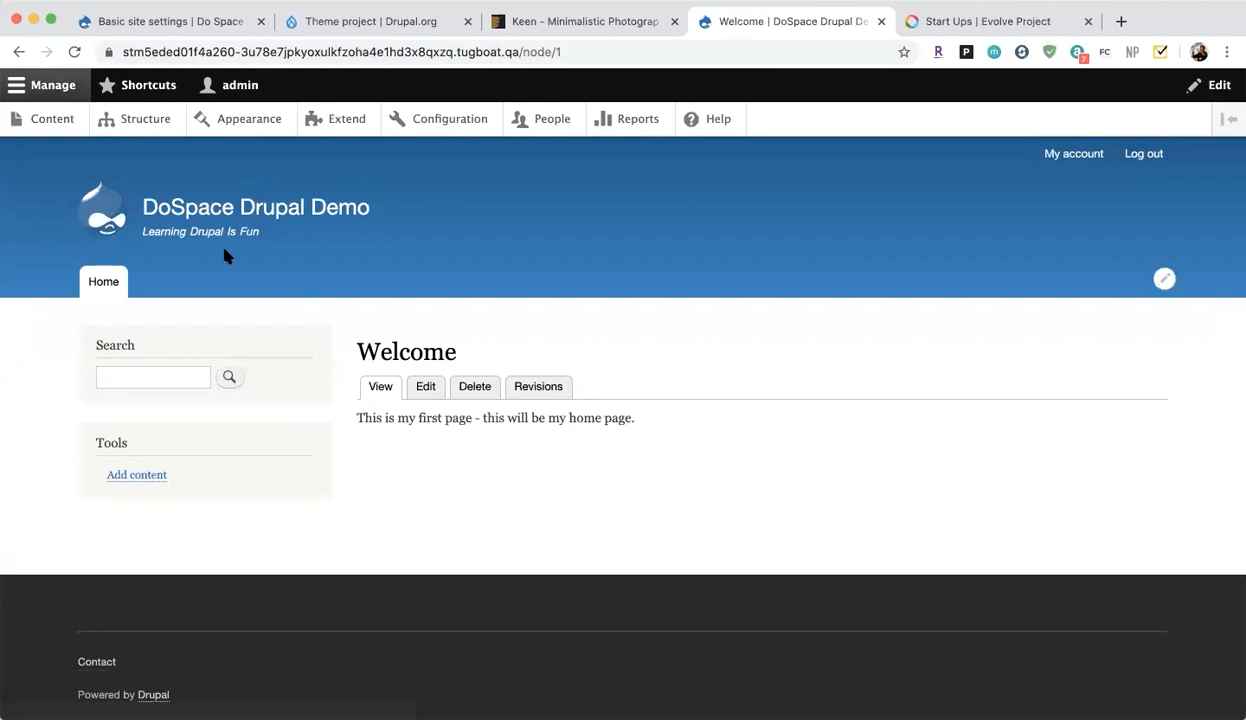 Basic site settings | Do Space
Theme project | Drupal.org
Keen - Minimalistic Photograp
Welcome | DoSpace Drupal De
Start Ups | Evolve Project
stm5eded01f4a260-3u78e7jpkyoxulkfzoha4e1hd3x8qxzq.tugboat.qa/node/1
R P m 7 FC NP
Manage Shortcuts admin Edit
Content Structure Appearance Extend Configuration People Reports Help
My account Log out
DoSpace Drupal Demo
Learning Drupal Is Fun
Home
Search
Welcome
View Edit Delete Revisions
This is my first page - this will be my home page.
Tools
Add content
Contact
Powered by Drupal